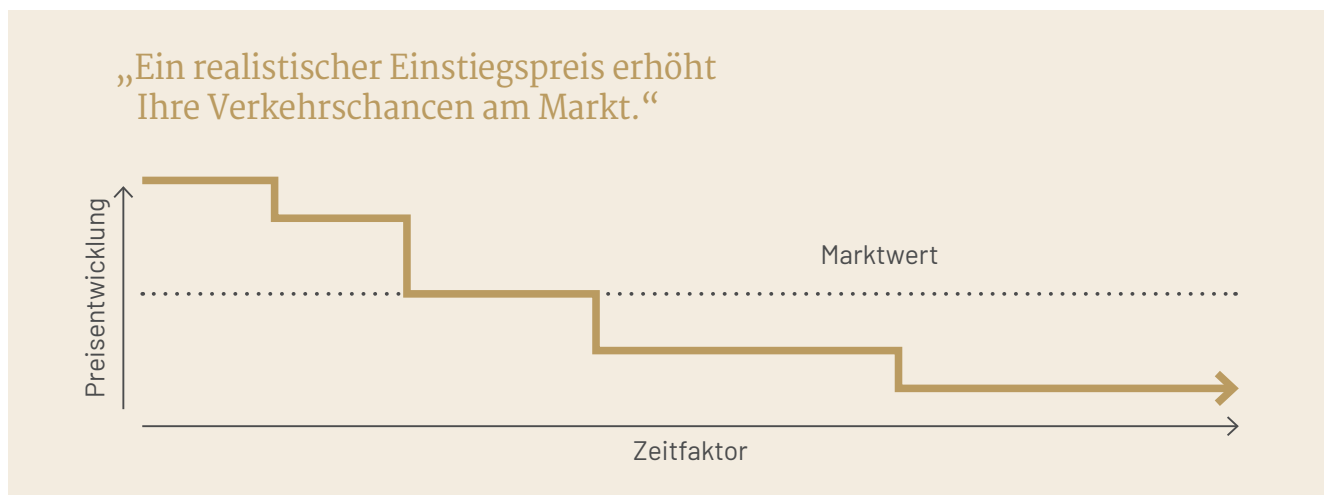 „Ein realistischer Einstiegspreis erhöht
Ihre Verkehrschancen am Markt.“
Preisentwicklung
Marktwert
Zeitfaktor